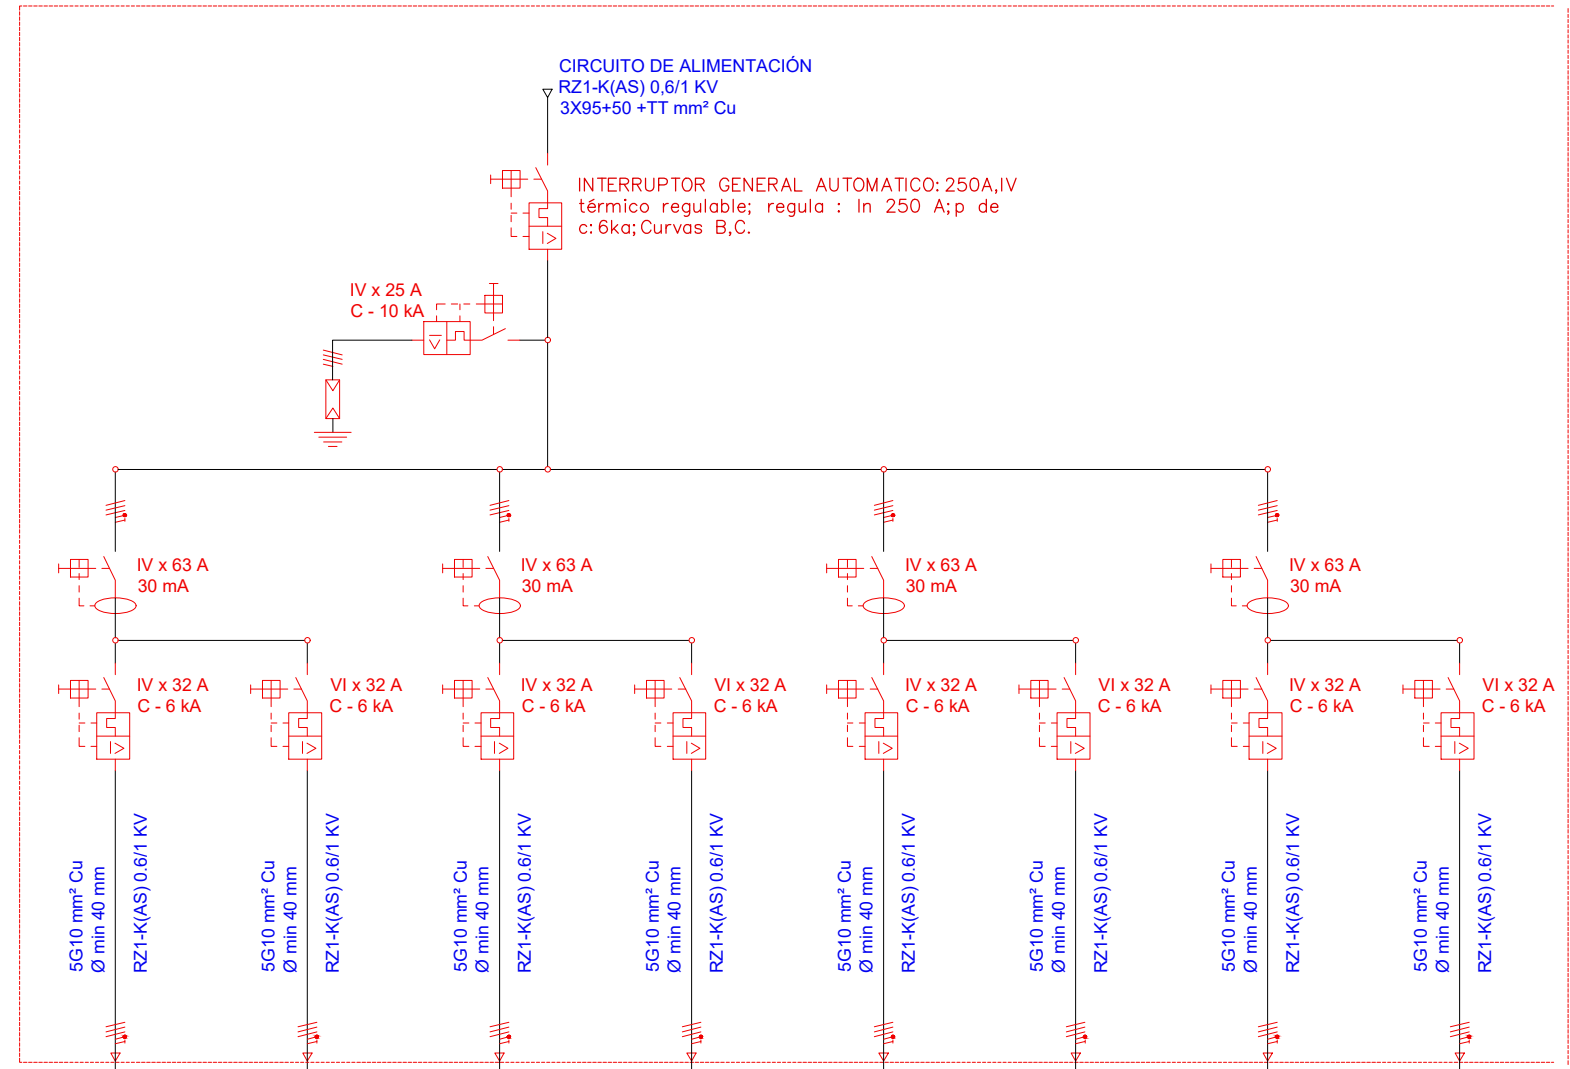 CIRCUITO DE ALIMENTACIÓN
RZ1-K(AS) 0,6/1 KV
3X95+50 +TT mm² Cu
INTERRUPTOR GENERAL AUTOMATICO: 250A,IV
térmico regulable; regula : In 250 A;p de
c: 6ka; Curvas B,C.
IV x 25 A
C - 10 kA
IV x 63 A
30 mA
IV x 63 A
30 mA
IV x 63 A
30 mA
IV x 63 A
30 mA
IV x 32 A
C - 6 kA
VI x 32 A
C - 6 kA
IV x 32 A
C - 6 kA
VI x 32 A
C - 6 kA
IV x 32 A
C - 6 kA
VI x 32 A
C - 6 kA
IV x 32 A
C - 6 kA
VI x 32 A
C - 6 kA
5G10 mm² Cu
Ø min 40 mm
RZ1-K(AS) 0.6/1 KV
5G10 mm² Cu
Ø min 40 mm
RZ1-K(AS) 0.6/1 KV
5G10 mm² Cu
Ø min 40 mm
RZ1-K(AS) 0.6/1 KV
5G10 mm² Cu
Ø min 40 mm
RZ1-K(AS) 0.6/1 KV
5G10 mm² Cu
Ø min 40 mm
RZ1-K(AS) 0.6/1 KV
5G10 mm² Cu
Ø min 40 mm
RZ1-K(AS) 0.6/1 KV
5G10 mm² Cu
Ø min 40 mm
RZ1-K(AS) 0.6/1 KV
5G10 mm² Cu
Ø min 40 mm
RZ1-K(AS) 0.6/1 KV